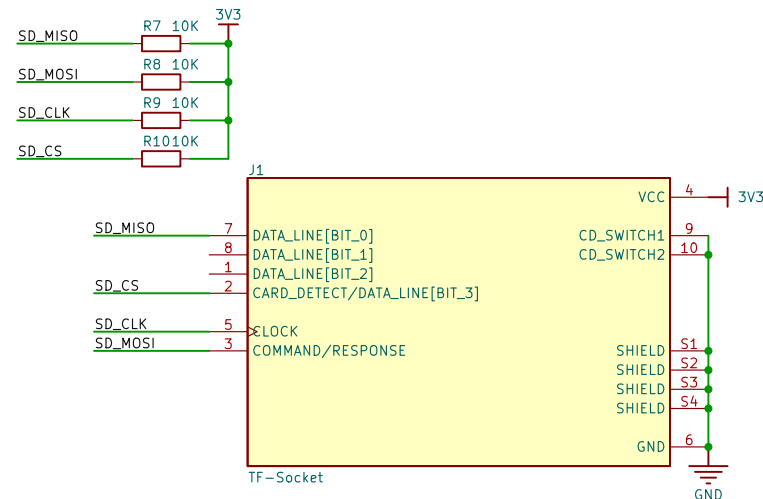 3V3
SD_MISO R7 10K
SD_MOSI R8 10K
SD_CLK R9 10K
SD_CS R10 10K
J1
VCC 4 3V3
SD_MISO 7 DATA_LINE[BIT_0] CD_SWITCH1 9
8 DATA_LINE[BIT_1] CD_SWITCH2 10
1 DATA_LINE[BIT_2]
SD_CS 2 CARD_DETECT/DATA_LINE[BIT_3]
SD_CLK 5 CLOCK
SD_MOSI 3 COMMAND/RESPONSE SHIELD S1
SHIELD S2
SHIELD S3
SHIELD S4
GND 6
TF-Socket
GND